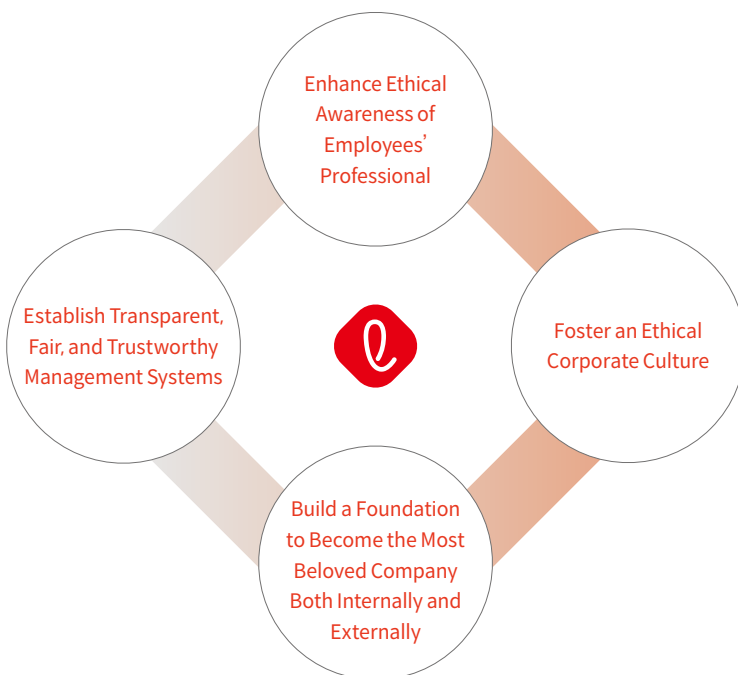 Enhance Ethical
Awareness of
Employees’
Professional
Establish Transparent,
Fair, and Trustworthy
Management Systems
Foster an Ethical
Corporate Culture
Build a Foundation
to Become the Most
Beloved Company
Both Internally and
Externally